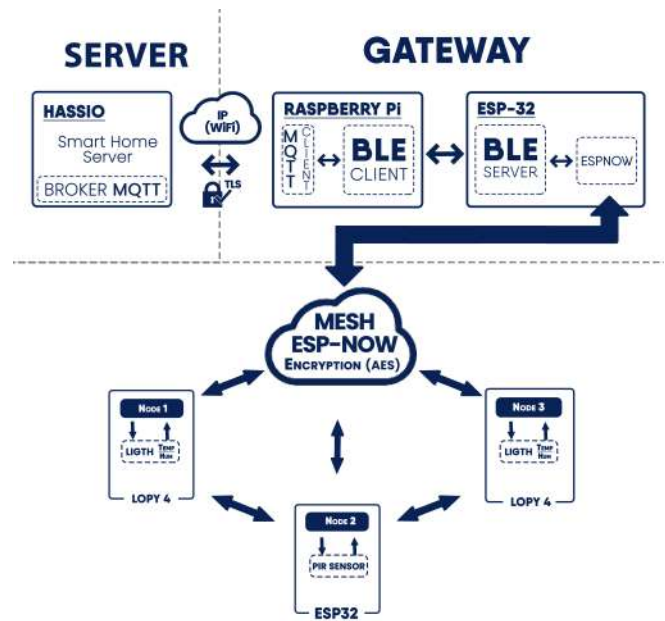 SERVER
GATEWAY
HASSIO
Smart Home
Server
BROKER MQTT
IP
(WiFi)
TLS
RASPBERRY Pi
MQTT
CLIENT
BLE
CLIENT
ESP-32
BLE
SERVER
ESPNOW
MESH
ESP-NOW
ENCRYPTION (AES)
NODE 1
LIGTH
TEMP
HUM
LOPY 4
NODE 3
LIGTH
TEMP
HUM
LOPY 4
NODE 2
PIR SENSOR
ESP32